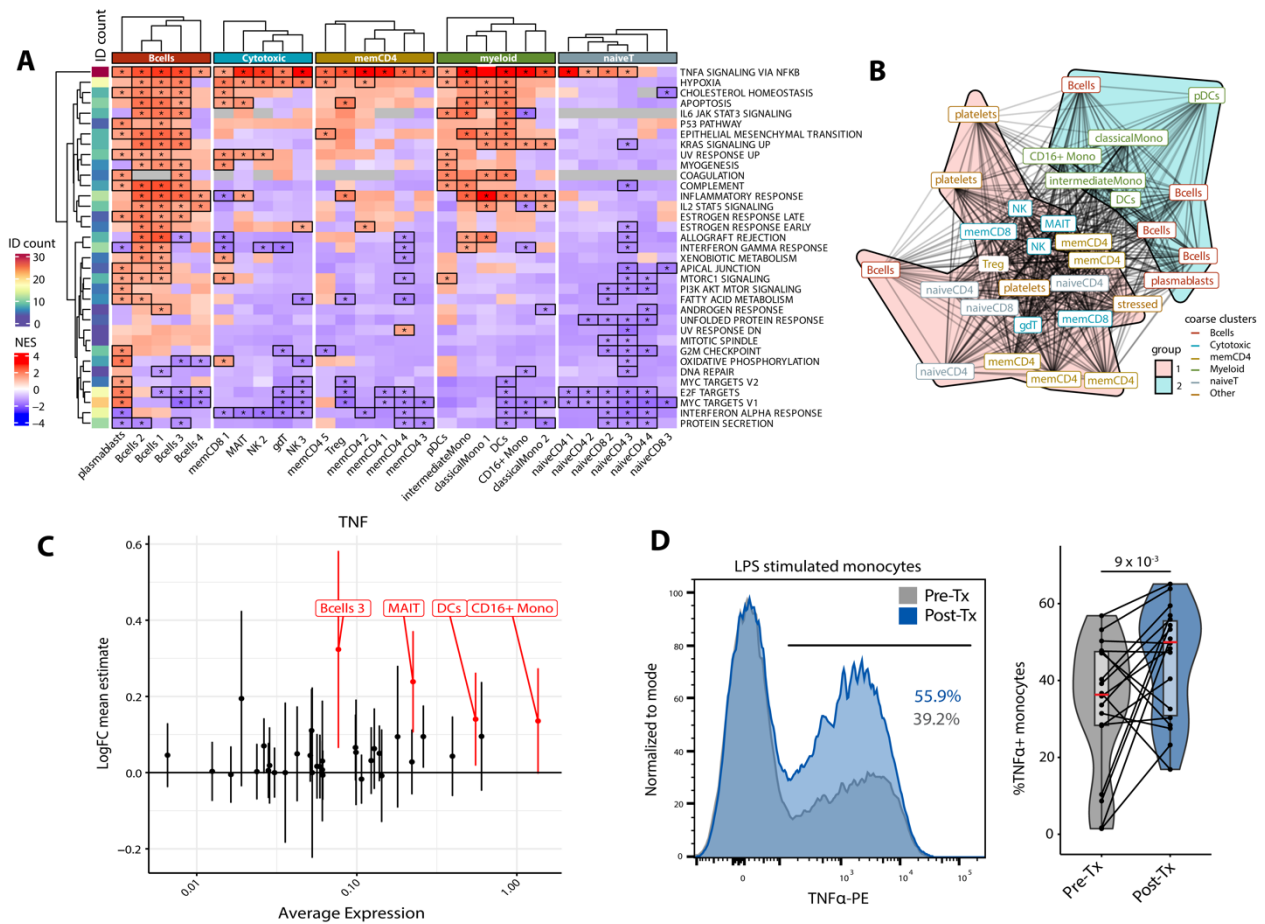 A
ID count
Bcells
Cytotoxic
memCD4
myeloid
naiveT
TNFA SIGNALING VIA NFKB
HYPOXIA
CHOLESTEROL HOMEOSTASIS
APOPTOSIS
IL6 JAK STAT3 SIGNALING
P53 PATHWAY
EPITHELIAL MESENCHYMAL TRANSITION
KRAS SIGNALING UP
UV RESPONSE UP
MYOGENESIS
COAGULATION
COMPLEMENT
INFLAMMATORY RESPONSE
IL2 STAT5 SIGNALING
ESTROGEN RESPONSE LATE
ESTROGEN RESPONSE EARLY
ALLOGRAFT REJECTION
INTERFERON GAMMA RESPONSE
XENOBIOTIC METABOLISM
APICAL JUNCTION
MTORC1 SIGNALING
PI3K AKT MTOR SIGNALING
FATTY ACID METABOLISM
ANDROGEN RESPONSE
UNFOLDED PROTEIN RESPONSE
UV RESPONSE DN
MITOTIC SPINDLE
G2M CHECKPOINT
OXIDATIVE PHOSPHORYLATION
DNA REPAIR
MYC TARGETS V2
E2F TARGETS
MYC TARGETS V1
INTERFERON ALPHA RESPONSE
PROTEIN SECRETION
ID count
30
20
10
0
NES
4
2
0
−2
−4
plasmablasts
Bcells 2
Bcells 1
Bcells 3
Bcells 4
memCD8 1
MAIT
NK 2
gdT
NK 3
memCD4 5
Treg
memCD4 2
memCD4 1
memCD4 4
memCD4 3
pDCs
intermediateMono
classicalMono 1
DCs
CD16+ Mono
classicalMono 2
naiveCD4 1
naiveCD4 2
naiveCD8 2
naiveCD4 3
naiveCD4 4
naiveCD8 3
B
Bcells
pDCs
platelets
classicalMono
CD16+ Mono
intermediateMono
platelets
DCs
Bcells
NK
MAIT
memCD8
Bcells
NK
memCD4
Bcells
Treg
memCD4
Bcells
plasmablasts
naiveCD4
platelets
naiveCD4
naiveCD8
stressed
gdT
memCD8
naiveCD4
memCD4
memCD4
memCD4
coarse clusters
Bcells
Cytotoxic
memCD4
Myeloid
naiveT
Other
group
1
2
C
TNF
LogFC mean estimate
0.6
0.4
0.2
0.0
−0.2
Bcells 3
MAIT
DCs
CD16+ Mono
0.01
0.10
1.00
Average Expression
D
LPS stimulated monocytes
Pre-Tx
Post-Tx
55.9%
39.2%
Normalized to mode
100
80
60
40
20
0
0
10³
10⁴
10⁵
TNFα-PE
9 x 10⁻³
%TNFα+ monocytes
60
40
20
0
Pre-Tx
Post-Tx